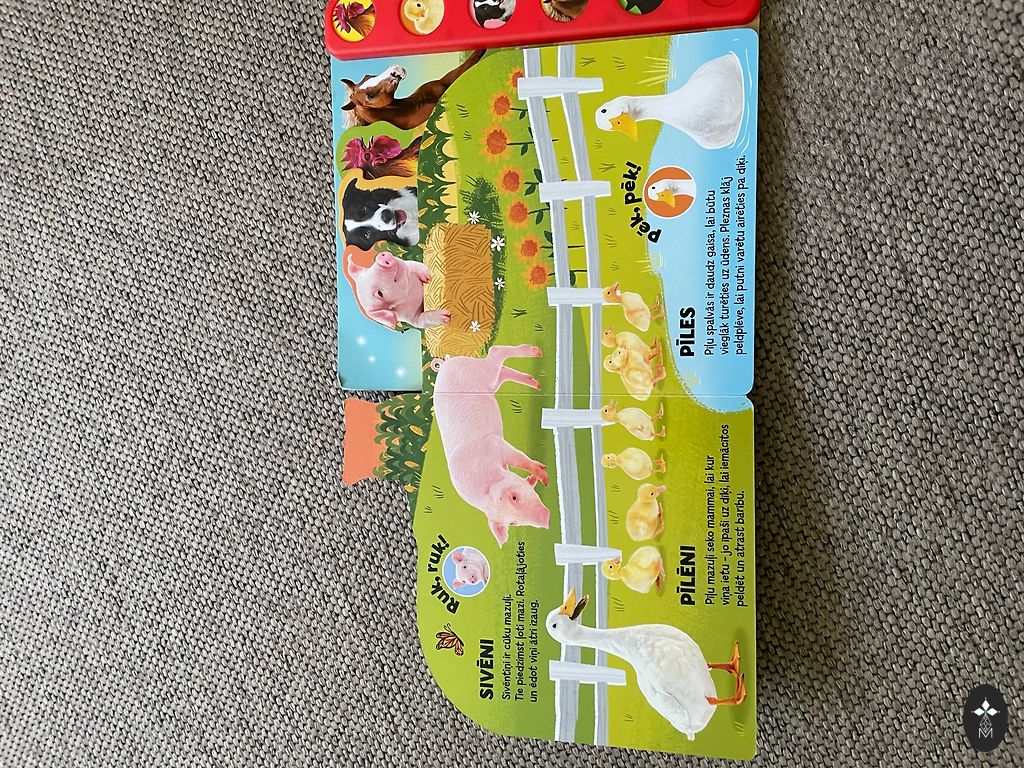 Ruk, ruk!
SIVĒNI
Sivēntiņi ir cūku mazuļi.
Tie piedzimst ļoti mazi. Rotaļājoties
un ēdot viņi ātri izaug.
PĪLĒNI
Pīļu mazuļi seko mammai, lai kur
viņa ietu – jo īpaši uz dīķi, lai iemācītos
peldēt un atrast barību.
Pēk, pēk!
PĪLES
Pīļu spalvās ir daudz gaisa, lai būtu
vieglāk turēties uz ūdens. Pleznas klāj
peldplēve, lai putni varētu airēties pa dīķi.
M